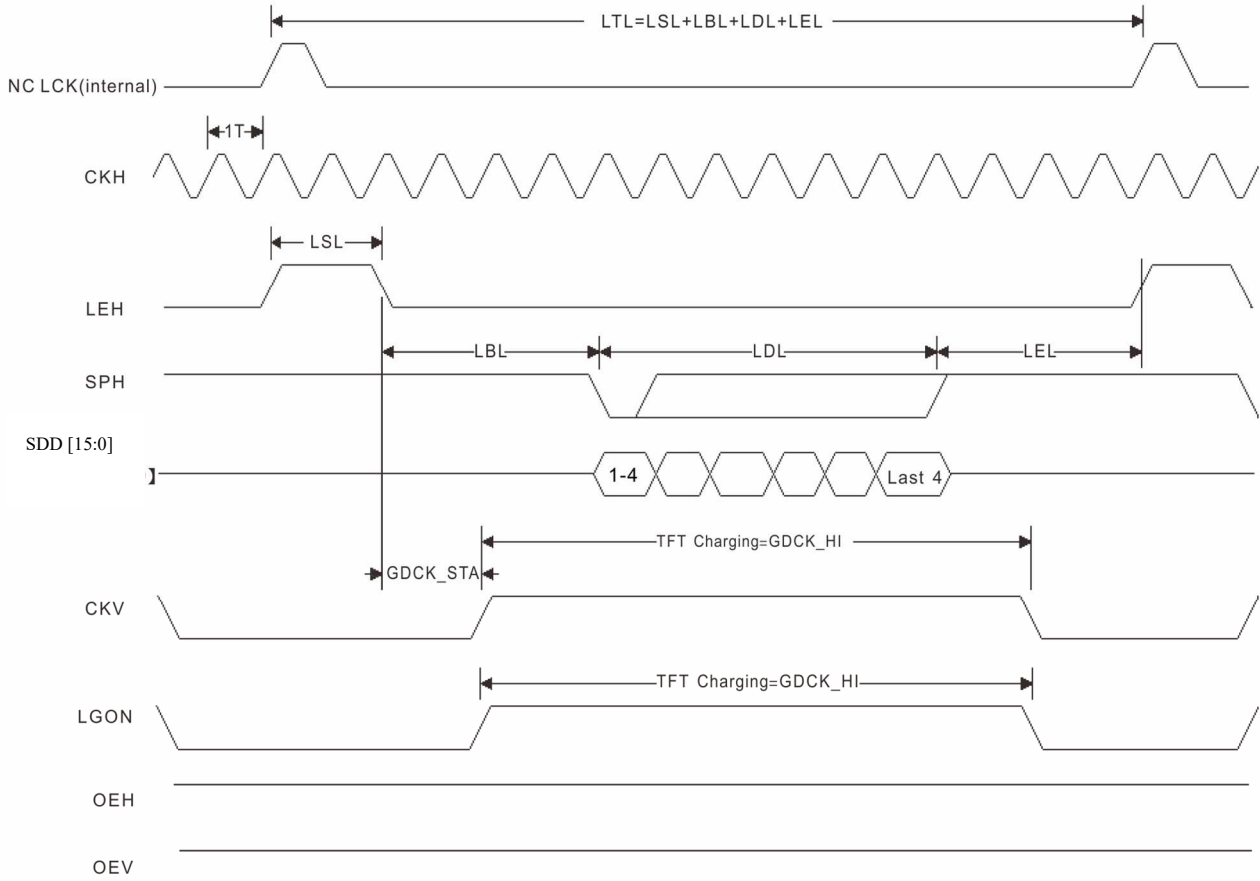 LTL=LSL+LBL+LDL+LEL
NC LCK(internal)
1T
CKH
LSL
LEH
LBL
LDL
LEL
SPH
SDD [15:0]
】
1-4
Last 4
TFT Charging=GDCK_HI
GDCK_STA
CKV
TFT Charging=GDCK_HI
LGON
OEH
OEV